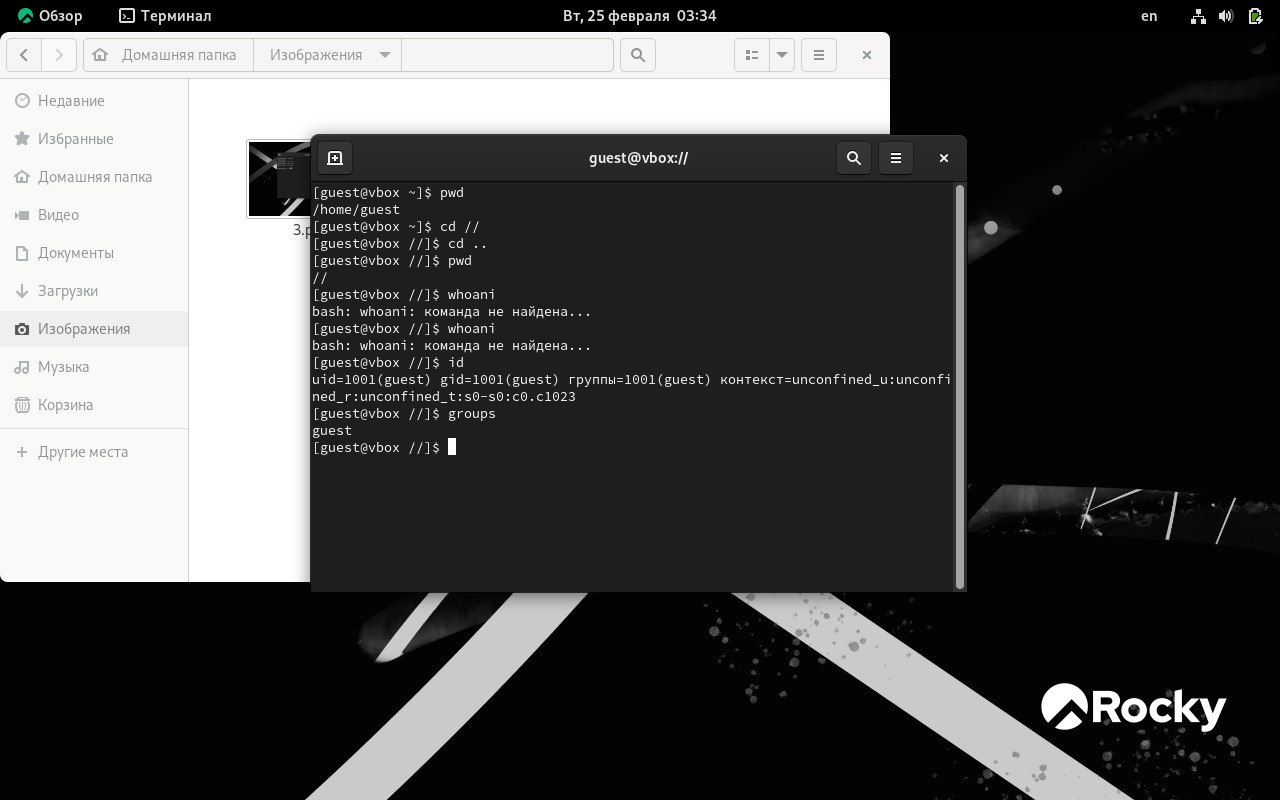 Обзор Терминал Вт, 25 февраля 03:34 en
Домашняя папка Изображения
Недавние
Избранные
Домашняя папка
Видео
Документы
Загрузки
Изображения
Музыка
Корзина
Другие места
3.p
guest@vbox://
[guest@vbox ~]$ pwd
/home/guest
[guest@vbox ~]$ cd //
[guest@vbox //]$ cd ..
[guest@vbox //]$ pwd
//
[guest@vbox //]$ whoani
bash: whoani: команда не найдена...
[guest@vbox //]$ whoani
bash: whoani: команда не найдена...
[guest@vbox //]$ id
uid=1001(guest) gid=1001(guest) группы=1001(guest) контекст=unconfined_u:unconfi
ned_r:unconfined_t:s0-s0:c0.c1023
[guest@vbox //]$ groups
guest
[guest@vbox //]$
Rocky